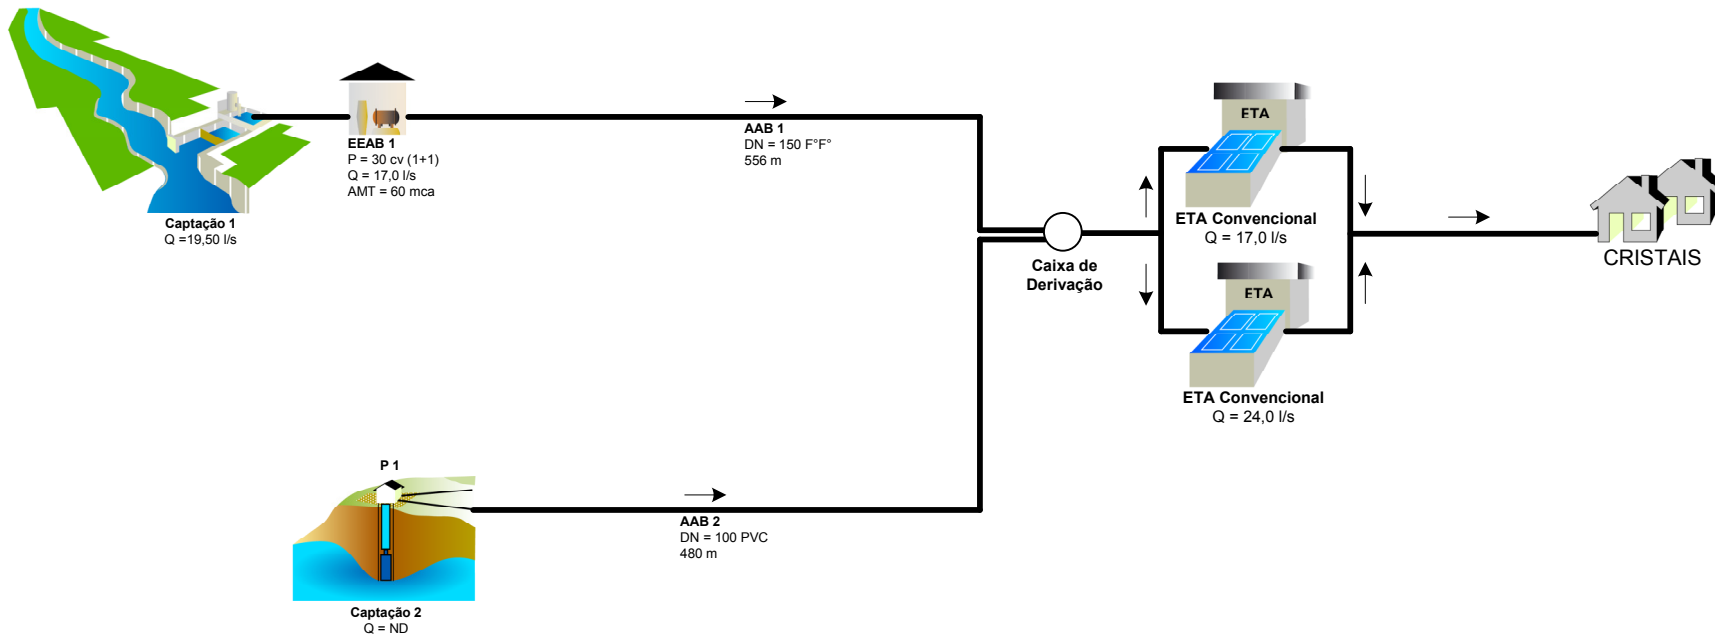 ETA
EEAB 1
P = 30 cv (1+1)
Q = 17,0 l/s
AMT = 60 mca
AAB 1
DN = 150 F°F°
556 m
Captação 1
Q =19,50 l/s
ETA Convencional
Q = 17,0 l/s
Caixa de
Derivação
CRISTAIS
ETA
ETA Convencional
Q = 24,0 l/s
P 1
AAB 2
DN = 100 PVC
480 m
Captação 2
Q = ND